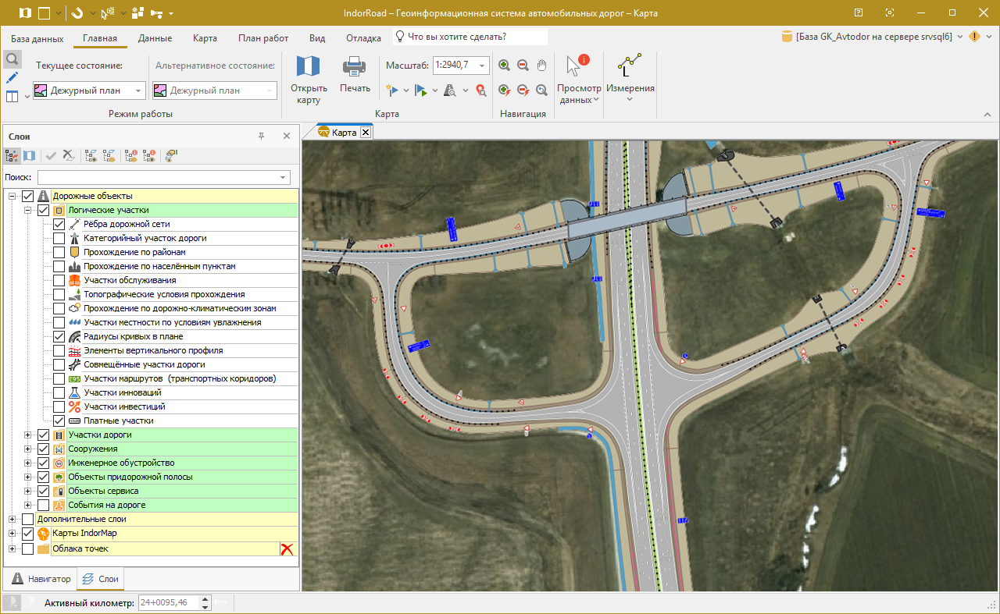 IndorRoad – Геоинформационная система автомобильных дорог – Карта
База данных Главная Данные Карта План работ Вид Отладка Что вы хотите сделать? [База GK_Avtodor на сервере srvsql6]
Текущее состояние: Альтернативное состояние:
Дежурный план Дежурный план
Режим работы
Открыть карту
Печать
Масштаб: 1:2940,7
Карта
Навигация
Просмотр данных
Измерения
Слои
Карта
Поиск:
Дорожные объекты
Логические участки
Рёбра дорожной сети
Категорийный участок дороги
Прохождение по районам
Прохождение по населённым пунктам
Участки обслуживания
Топографические условия прохождения
Прохождение по дорожно-климатическим зонам
Участки местности по условиям увлажнения
Радиусы кривых в плане
Элементы вертикального профиля
Совмещённые участки дороги
E95 Участки маршрутов (транспортных коридоров)
Участки инноваций
Участки инвестиций
Платные участки
Участки дороги
Сооружения
Инженерное обустройство
Объекты придорожной полосы
Объекты сервиса
События на дороге
Дополнительные слои
Карты IndorMap
Облака точек
Навигатор Слои
Активный километр: 24+0095,46